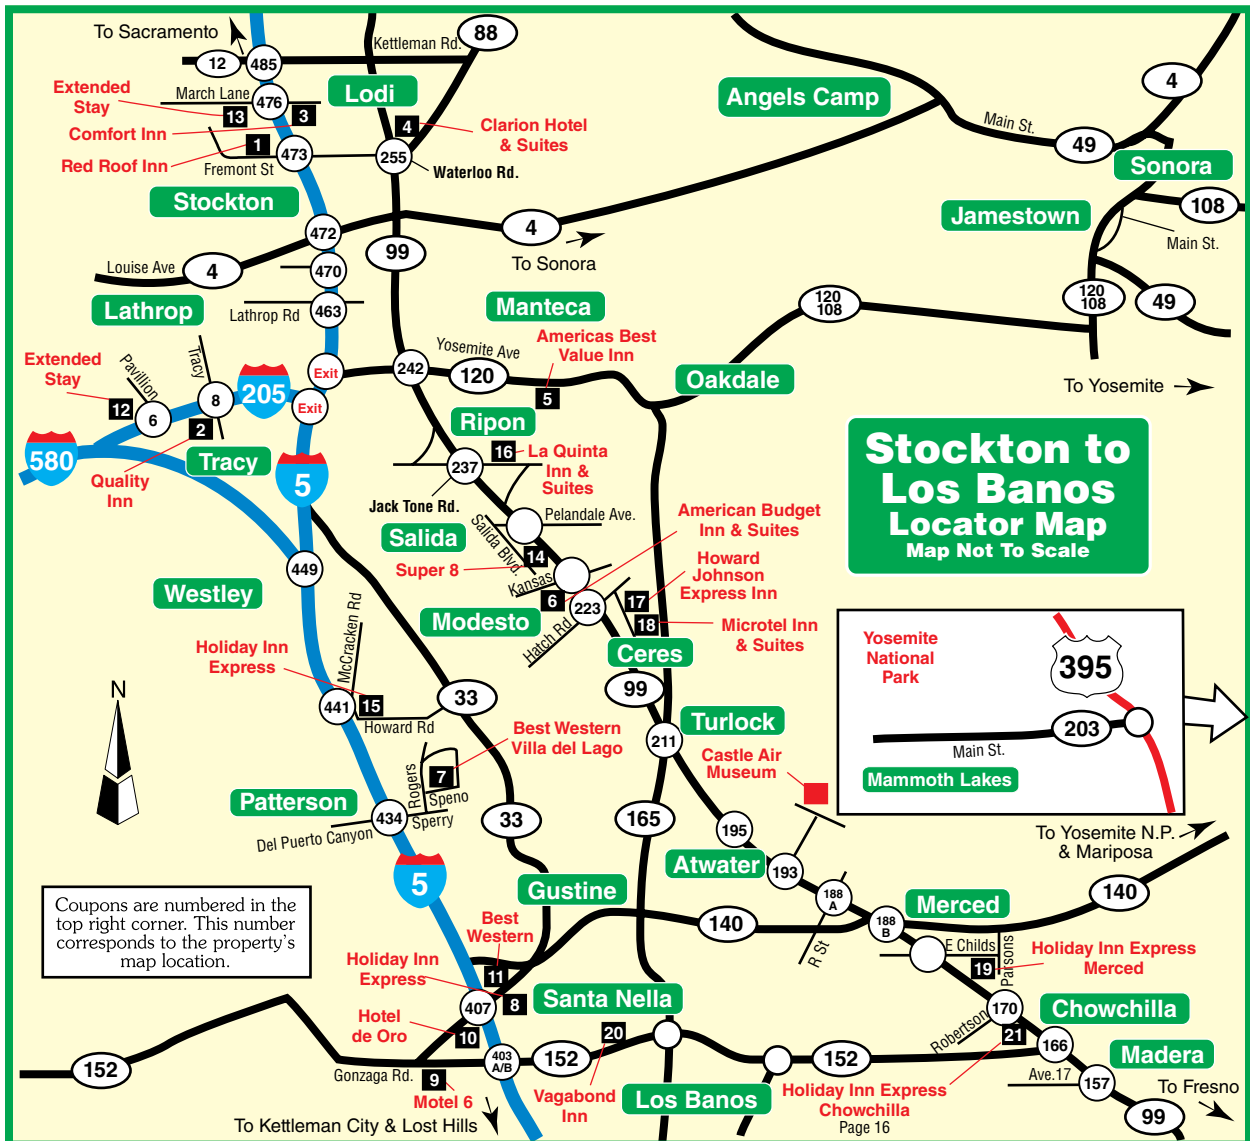 To Sacramento
12
485
Kettleman Rd.
88
March Lane
476
Lodi
Extended
Stay
13
3
Comfort Inn
1
Red Roof Inn
Fremont St
473
4
Clarion Hotel
& Suites
255
Waterloo Rd.
Stockton
472
Louise Ave
4
99
4
To Sonora
470
Lathrop
Lathrop Rd
463
Angels Camp
Main St.
49
4
Sonora
108
Jamestown
Main St.
120
108
49
120
108
To Yosemite
Manteca
Yosemite Ave
Americas Best
Value Inn
Exit
242
120
5
Oakdale
Extended
Stay
Pavillion
Tracy
12
6
8
2
205
Exit
580
Quality
Inn
Tracy
5
Ripon
16
La Quinta
Inn &
Suites
237
Jack Tone Rd.
Pelandale Ave.
Salida
Salida Blvd.
14
Super 8
Kansas
American Budget
Inn & Suites
Howard
Johnson
Express Inn
6
223
17
18
Microtel Inn
& Suites
Modesto
Hatch Rd
Ceres
99
Stockton to
Los Banos
Locator Map
Map Not To Scale
449
Westley
McCracken Rd
Holiday Inn
Express
441
15
Howard Rd
33
N
Best Western
Villa del Lago
Rogers
7
Speno
Sperry
Patterson
434
Del Puerto Canyon
33
5
Turlock
211
Castle Air
Museum
165
195
Atwater
193
188
A
R St
188
B
Merced
Yosemite
National
Park
395
203
Main St.
Mammoth Lakes
To Yosemite N.P.
& Mariposa
140
Coupons are numbered in the
top right corner. This number
corresponds to the property's
map location.
Gustine
140
Best
Western
11
Holiday Inn
Express
8
407
Santa Nella
Hotel
de Oro
10
403
A/B
152
20
152
Gonzaga Rd.
9
Motel 6
Vagabond
Inn
Los Banos
152
E Childs
Parsons
19
Holiday Inn Express
Merced
170
Chowchilla
Robertson
21
166
Madera
Ave.17
157
Holiday Inn Express
Chowchilla
Page 16
To Fresno
99
To Kettleman City & Lost Hills